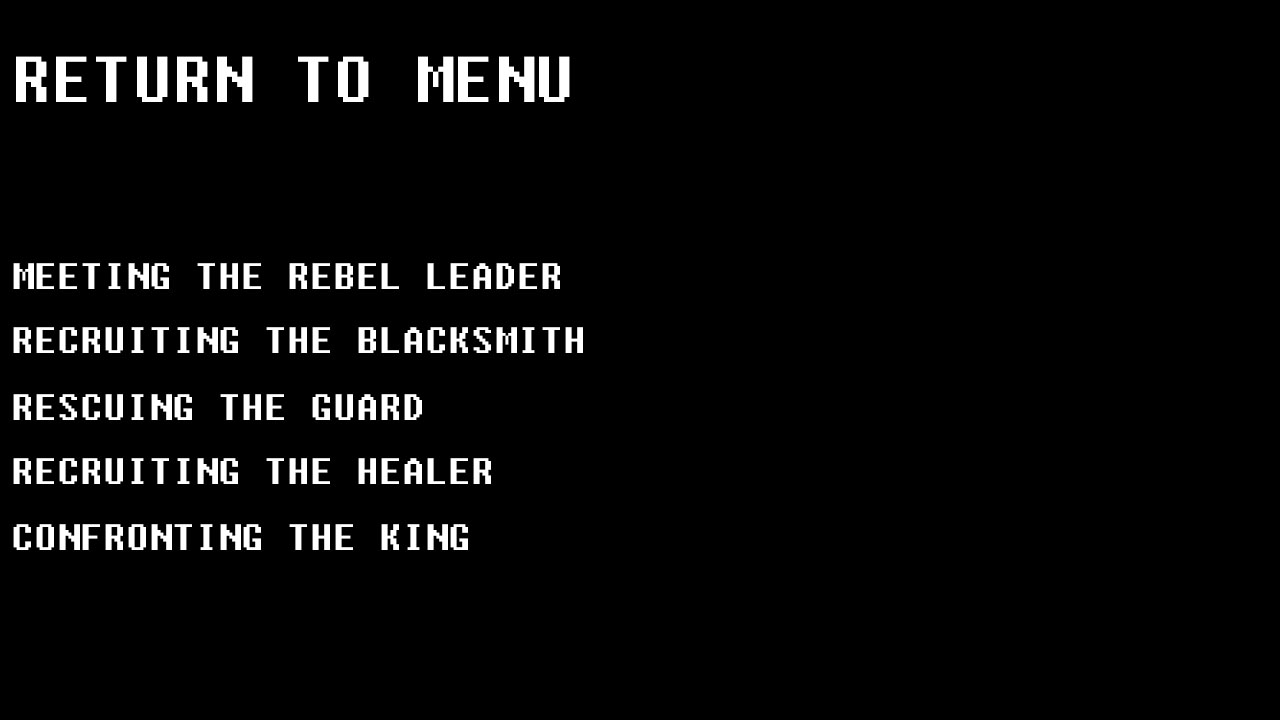 RETURN TO MENU
MEETING THE REBEL LEADER
RECRUITING THE BLACKSMITH
RESCUING THE GUARD
RECRUITING THE HEALER
CONFRONTING THE KING